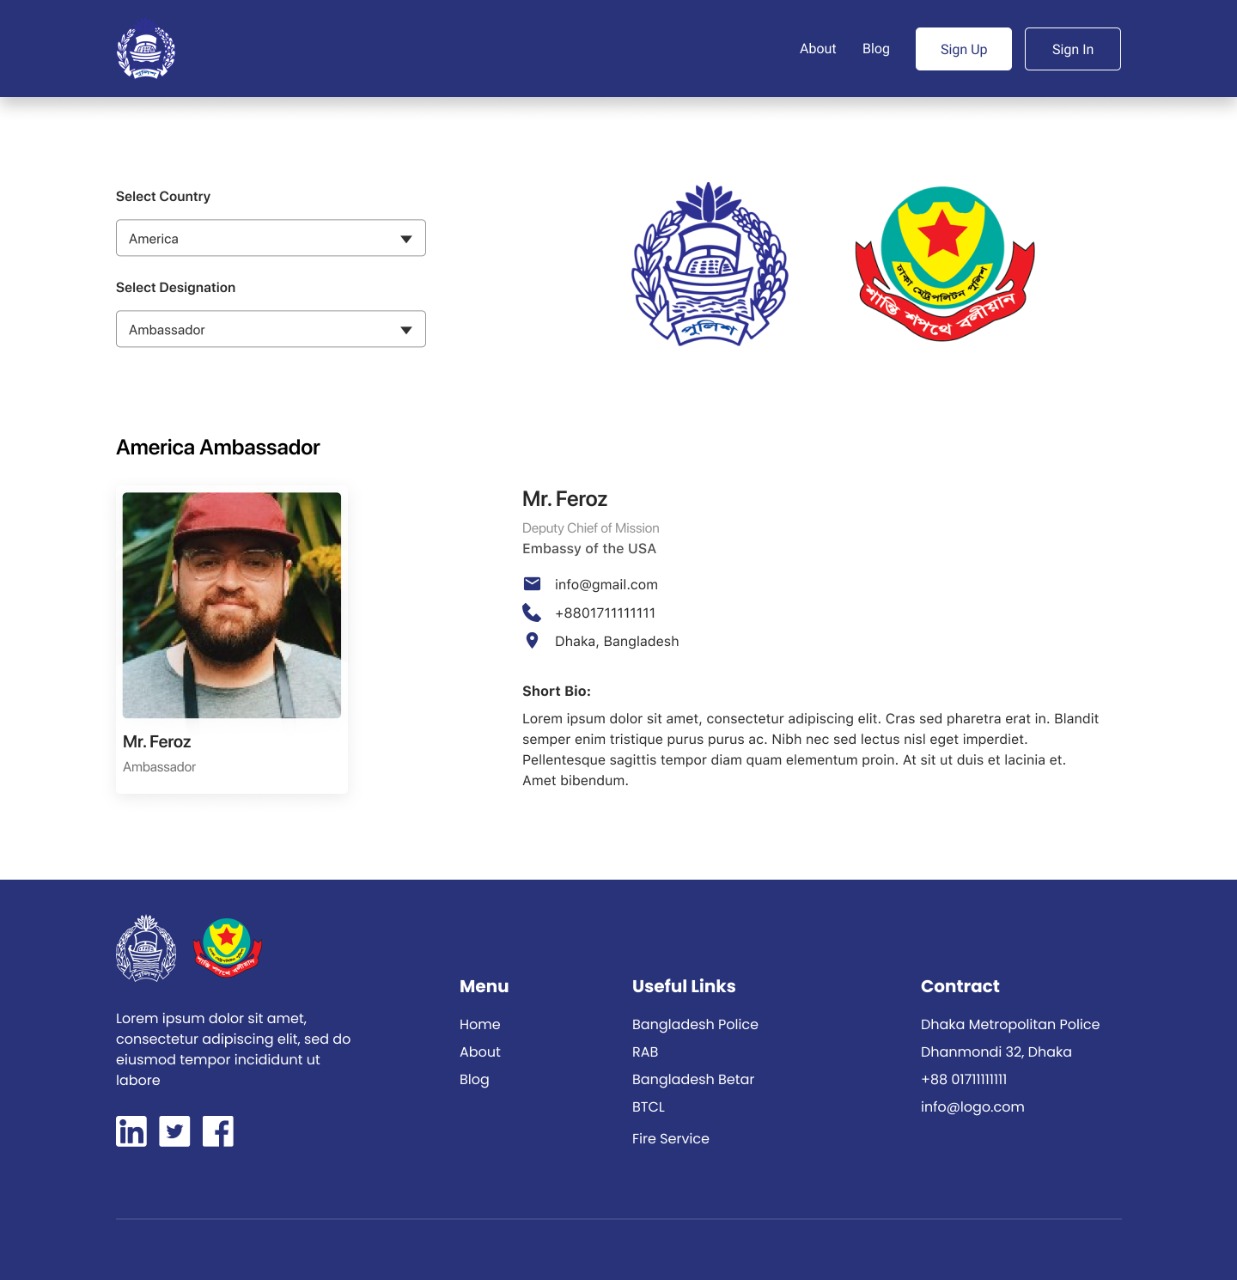 About
Blog
Sign Up
Sign In
Select Country
America
Select Designation
Ambassador
পুলিশ
ঢাকা মেট্রপলিটন পুলিশ
শান্তি শপথে বলীয়ান
America Ambassador
Mr. Feroz
Ambassador
Mr. Feroz
Deputy Chief of Mission
Embassy of the USA
info@gmail.com
+8801711111111
Dhaka, Bangladesh
Short Bio:
Lorem ipsum dolor sit amet, consectetur adipiscing elit. Cras sed pharetra erat in. Blandit
semper enim tristique purus purus ac. Nibh nec sed lectus nisl eget imperdiet.
Pellentesque sagittis tempor diam quam elementum proin. At sit ut duis et lacinia et.
Amet bibendum.
পুলিশ
শান্তি শপথে বলীয়ান
Lorem ipsum dolor sit amet,
consectetur adipiscing elit, sed do
eiusmod tempor incididunt ut
labore
Menu
Home
About
Blog
Useful Links
Bangladesh Police
RAB
Bangladesh Betar
BTCL
Fire Service
Contract
Dhaka Metropolitan Police
Dhanmondi 32, Dhaka
+88 01711111111
info@logo.com